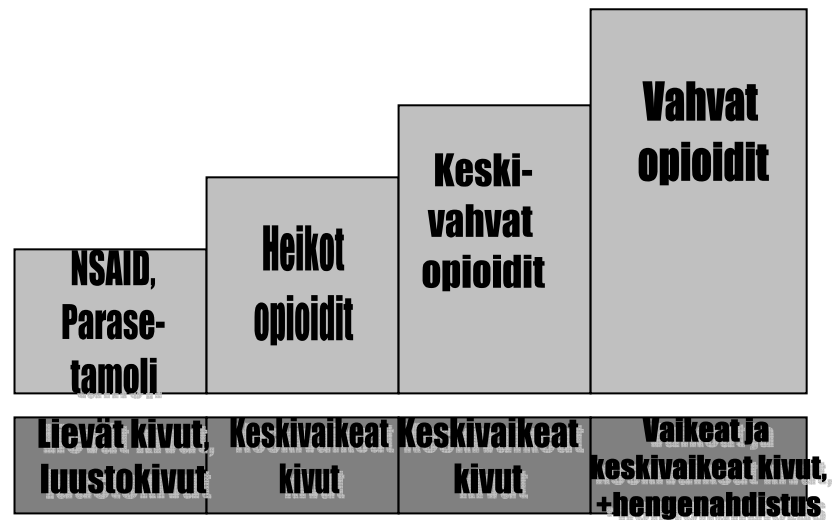 NSAID,
Parase-
tamoli
Heikot
opioidit
Keski-
vahvat
opioidit
Vahvat
opioidit
Lievät kivut,
luustokivut
Keskivaikeat
kivut
Keskivaikeat
kivut
Vaikeat ja
keskivaikeat kivut,
+hengenahdistus